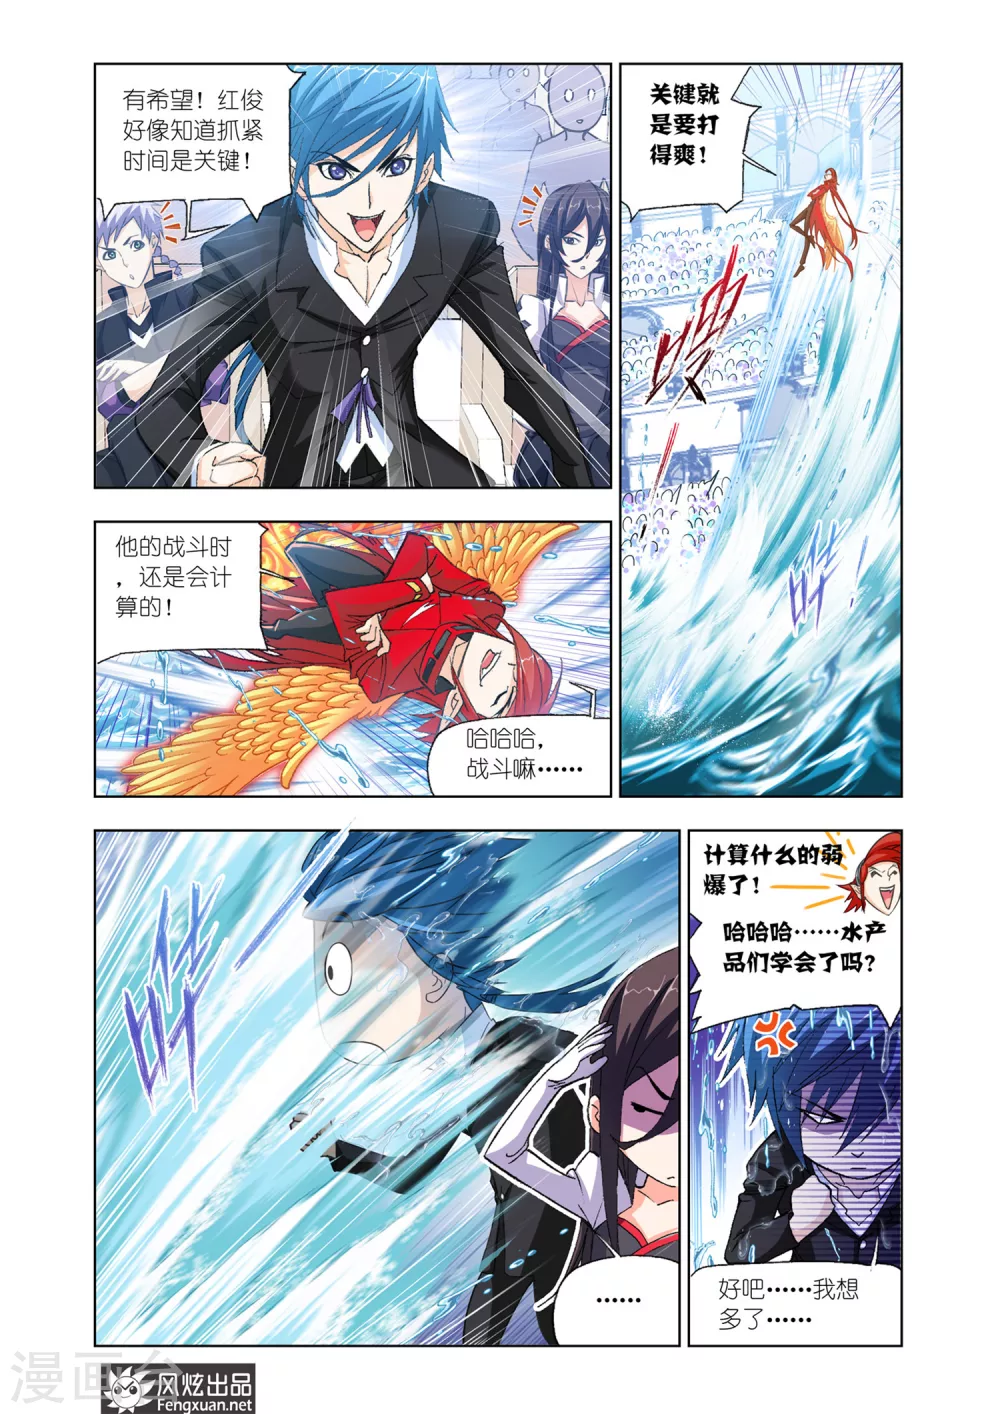 有希望！红俊
好像知道抓紧
时间是关键！
他的战斗时
，还是会计
算的！
哈哈哈，
战斗嘛……
关键就
是要打
得爽！
……
计算什么的弱
爆了！
哈哈哈……水产
品们学会了吗？
好吧……我想
多了……
漫画台
风炫出品
Fengxuan.net